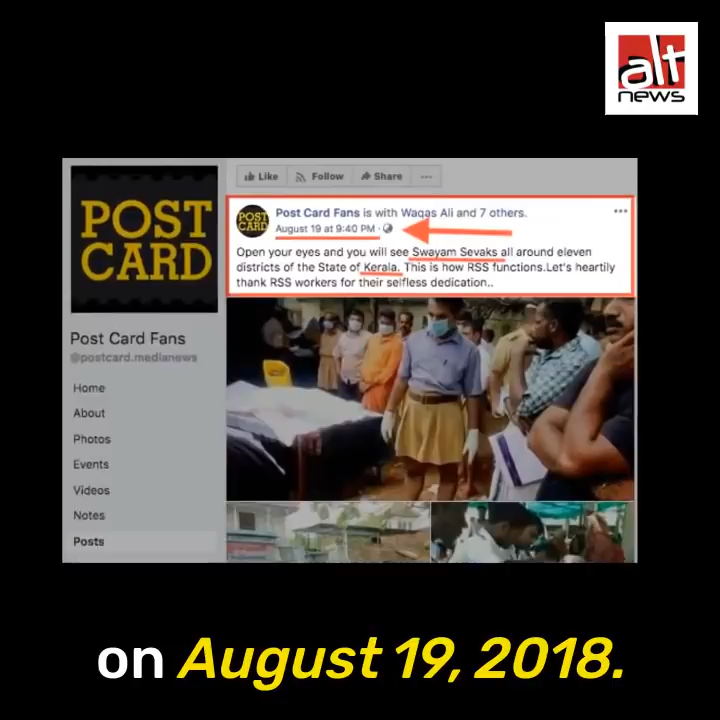 alt
news
POST
CARD
Post Card Fans
@postcard.medianews
Home
About
Photos
Events
Videos
Notes
Posts
Like Follow Share ...
POST
CARD
Post Card Fans is with Waqas Ali and 7 others.
August 19 at 9:40 PM ·
Open your eyes and you will see Swayam Sevaks all around eleven
districts of the State of Kerala. This is how RSS functions.Let's heartily
thank RSS workers for their selfless dedication..
on August 19, 2018.